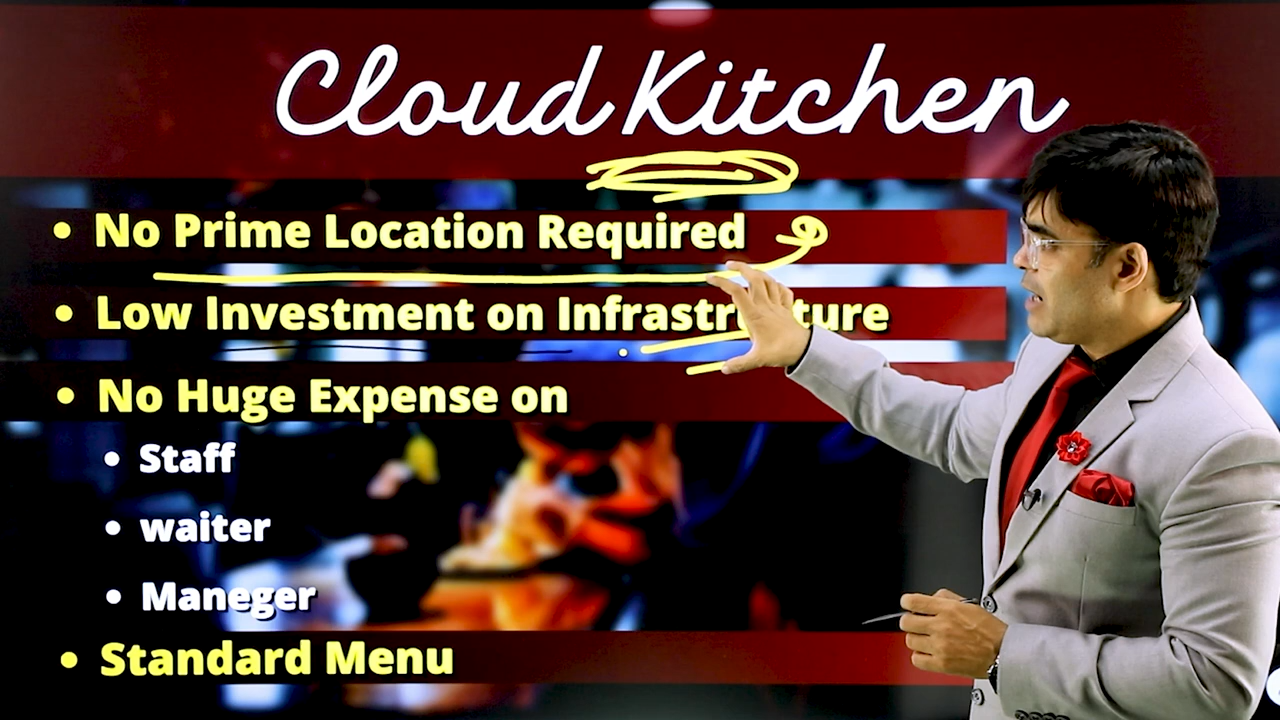 Cloud Kitchen
• No Prime Location Required
• Low Investment on Infrastructure
• No Huge Expense on
• Staff
• waiter
• Maneger
• Standard Menu